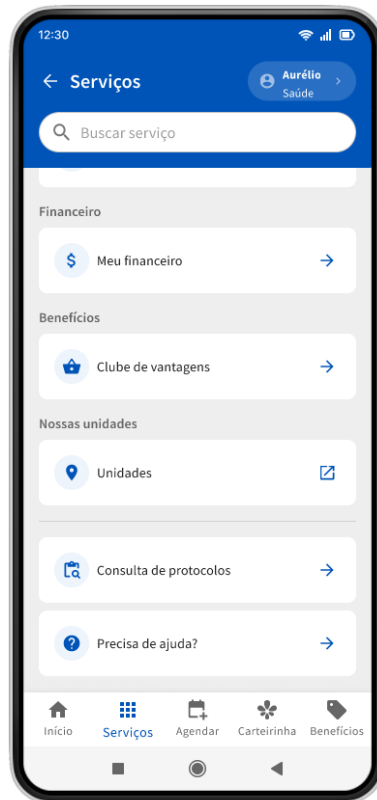 12:30
Serviços
Aurélio
Saúde
Buscar serviço
Financeiro
Meu financeiro
Benefícios
Clube de vantagens
Nossas unidades
Unidades
Consulta de protocolos
Precisa de ajuda?
Início
Serviços
Agendar
Carteirinha
Benefícios